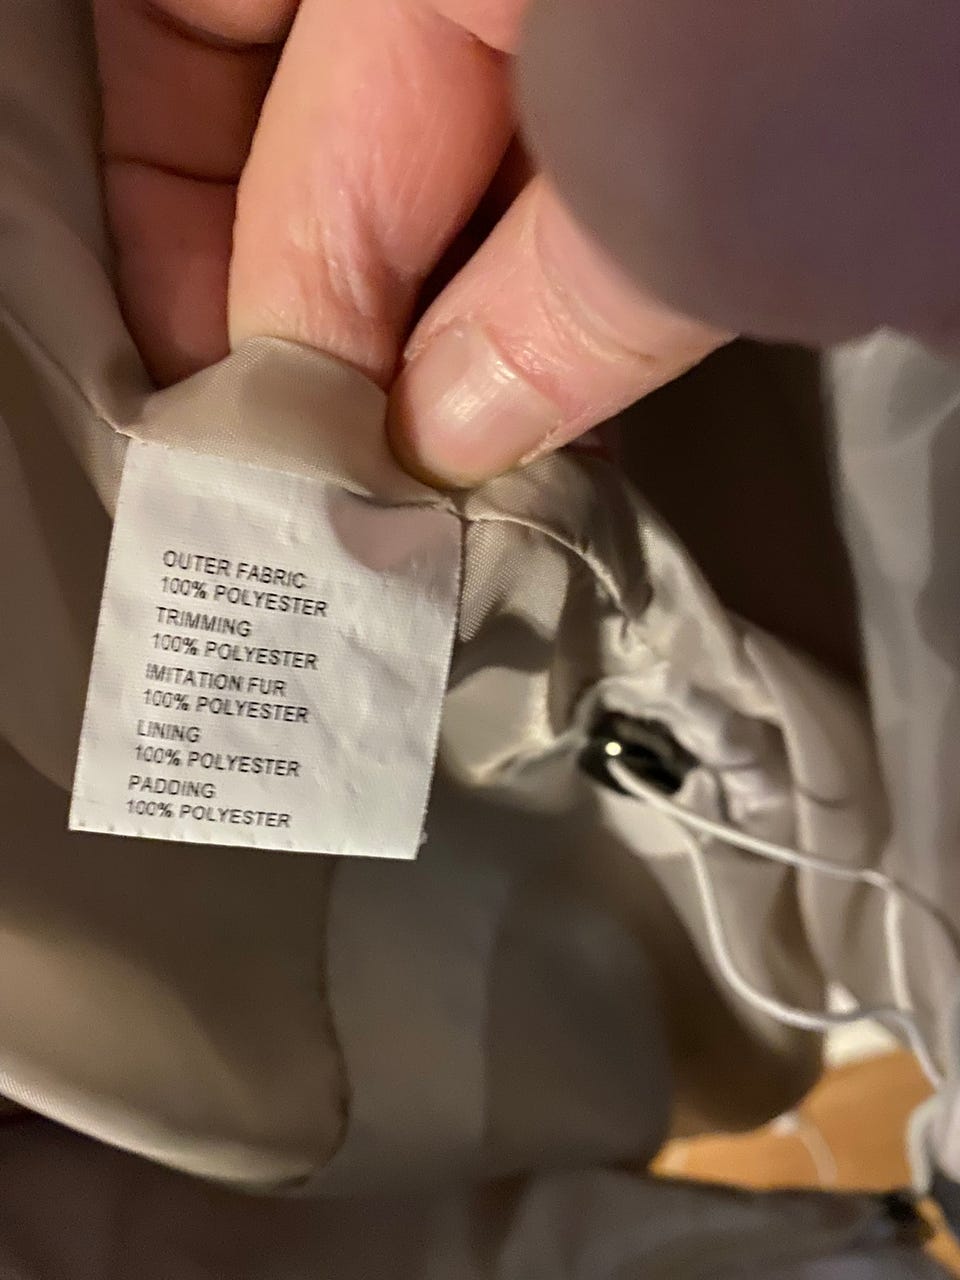 OUTER FABRIC
100% POLYESTER
TRIMMING
100% POLYESTER
IMITATION FUR
100% POLYESTER
LINING
100% POLYESTER
PADDING
100% POLYESTER